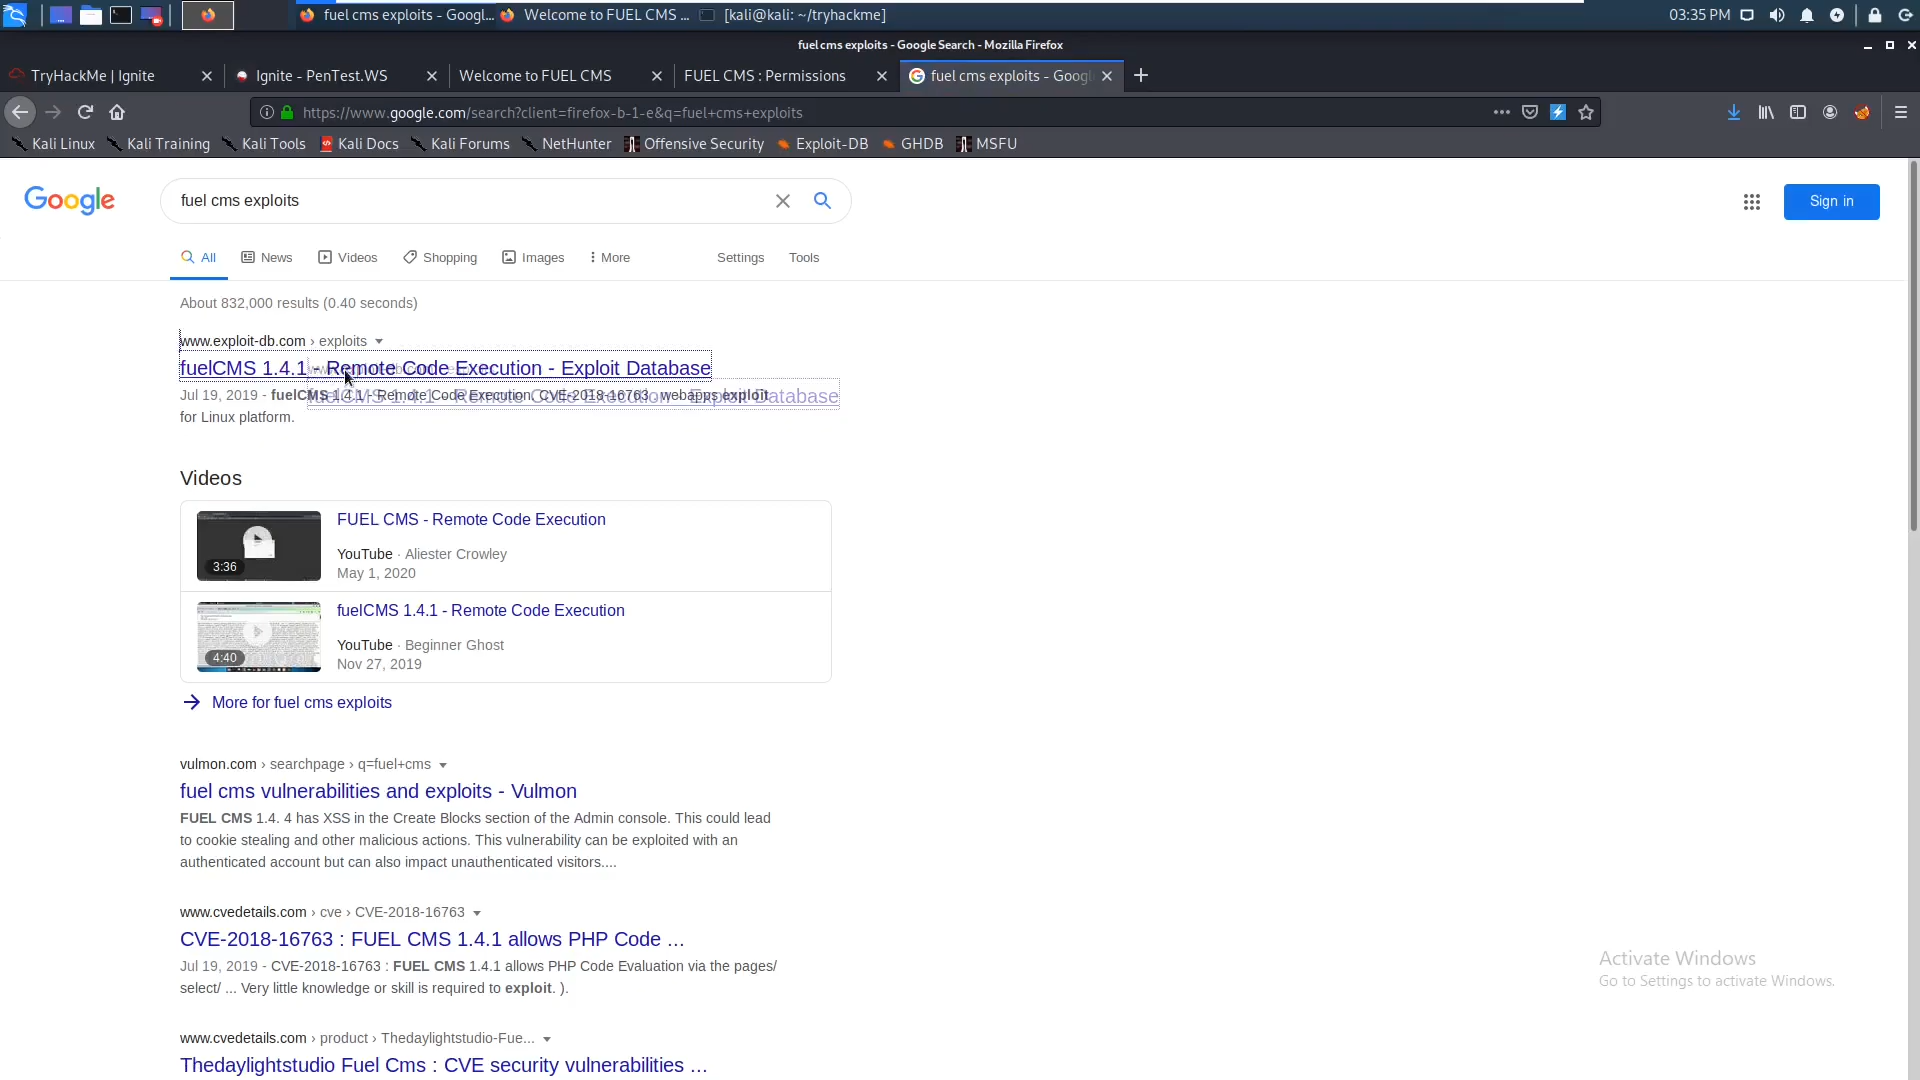 fuel cms exploits - Googl...
Welcome to FUEL CMS ...
[kali@kali: ~/tryhackme]
03:35 PM
fuel cms exploits - Google Search - Mozilla Firefox
TryHackMe | Ignite
Ignite - PenTest.WS
Welcome to FUEL CMS
FUEL CMS : Permissions
fuel cms exploits - Googl
https://www.google.com/search?client=firefox-b-1-e&q=fuel+cms+exploits
Kali Linux
Kali Training
Kali Tools
Kali Docs
Kali Forums
NetHunter
Offensive Security
Exploit-DB
GHDB
MSFU
Google
fuel cms exploits
Sign in
All
News
Videos
Shopping
Images
More
Settings
Tools
About 832,000 results (0.40 seconds)
www.exploit-db.com › exploits
fuelCMS 1.4.1 - Remote Code Execution - Exploit Database
Jul 19, 2019 - fuelCMS 1.4.1 - Remote Code Execution. CVE-2018-16763 . webapps exploit
fuelCMS 1.4.1 - Remote Code Execution - Exploit Database
for Linux platform.
Videos
FUEL CMS - Remote Code Execution
YouTube · Aliester Crowley
3:36
May 1, 2020
fuelCMS 1.4.1 - Remote Code Execution
YouTube · Beginner Ghost
4:40
Nov 27, 2019
More for fuel cms exploits
vulmon.com › searchpage › q=fuel+cms
fuel cms vulnerabilities and exploits - Vulmon
FUEL CMS 1.4. 4 has XSS in the Create Blocks section of the Admin console. This could lead
to cookie stealing and other malicious actions. This vulnerability can be exploited with an
authenticated account but can also impact unauthenticated visitors....
www.cvedetails.com › cve › CVE-2018-16763
CVE-2018-16763 : FUEL CMS 1.4.1 allows PHP Code ...
Jul 19, 2019 - CVE-2018-16763 : FUEL CMS 1.4.1 allows PHP Code Evaluation via the pages/
select/ ... Very little knowledge or skill is required to exploit. ).
Activate Windows
Go to Settings to activate Windows.
www.cvedetails.com › product › Thedaylightstudio-Fue...
Thedaylightstudio Fuel Cms : CVE security vulnerabilities ...